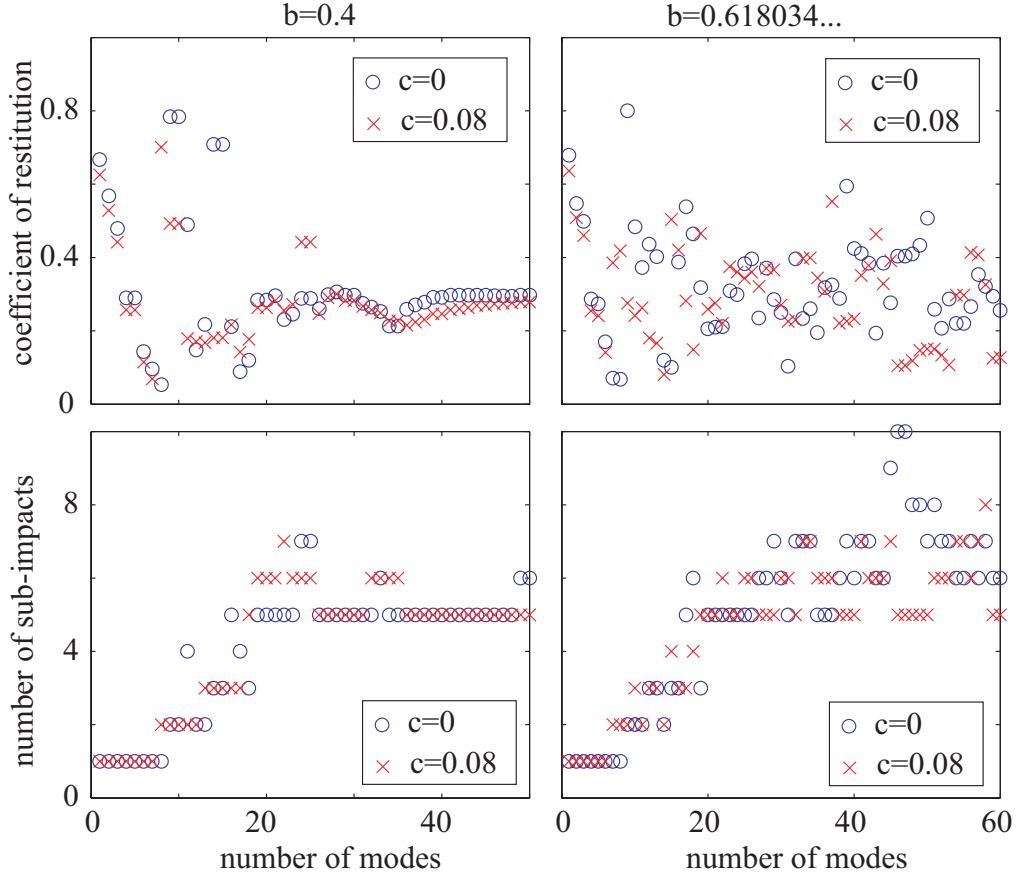 b=0.4
b=0.618034...
coefficient of restitution
0.8
0.4
0
c=0
c=0.08
c=0
c=0.08
number of sub-impacts
8
4
0
c=0
c=0.08
c=0
c=0.08
0
20
40
0
20
40
60
number of modes
number of modes